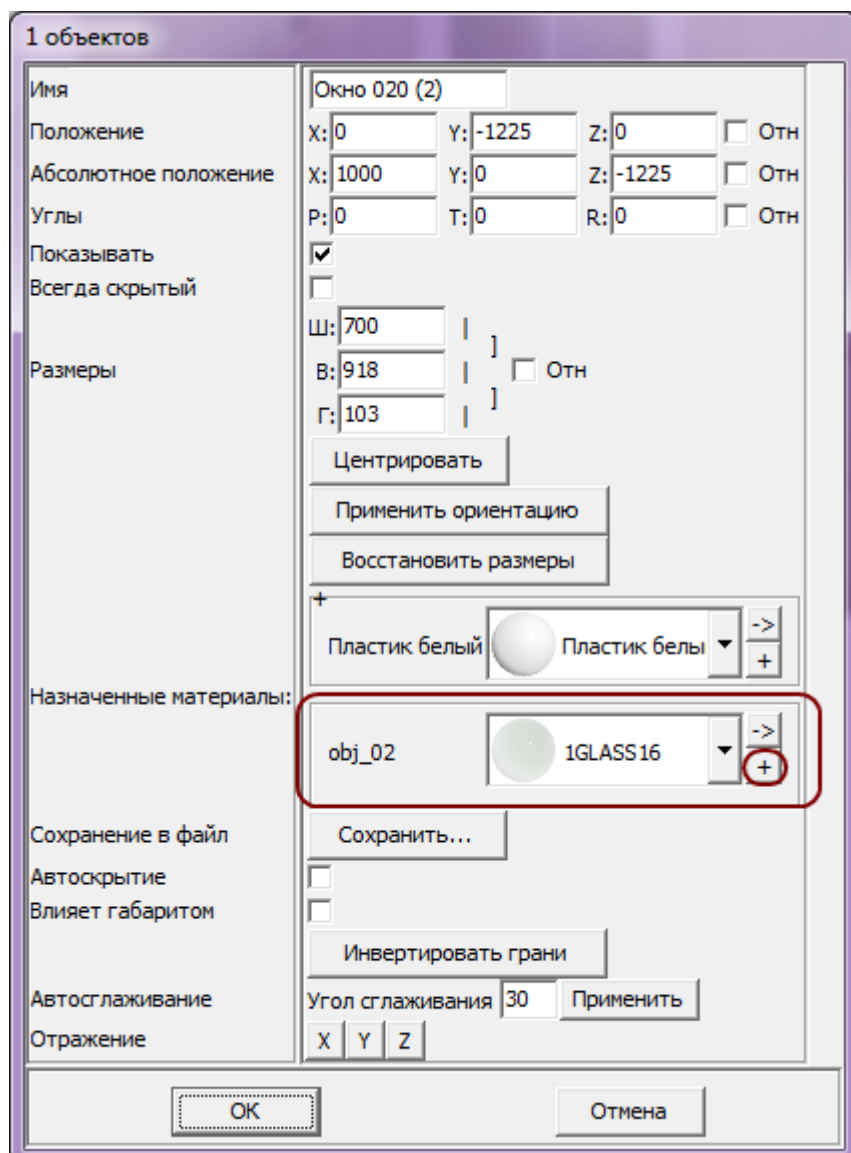 1 объектов
Имя Окно 020 (2)
Положение X: 0 Y: -1225 Z: 0 Отн
Абсолютное положение X: 1000 Y: 0 Z: -1225 Отн
Углы P: 0 T: 0 R: 0 Отн
Показывать
Всегда скрытый
Ш: 700 |
]
Размеры В: 918 | Отн
]
Г: 103 |
Центрировать
Применить ориентацию
Восстановить размеры
+
Пластик белый Пластик белы -> +
Назначенные материалы:
obj_02 1GLASS16 -> +
Сохранение в файл Сохранить...
Автоскрытие
Влияет габаритом
Инвертировать грани
Автосглаживание Угол сглаживания 30 Применить
Отражение X Y Z
OK Отмена